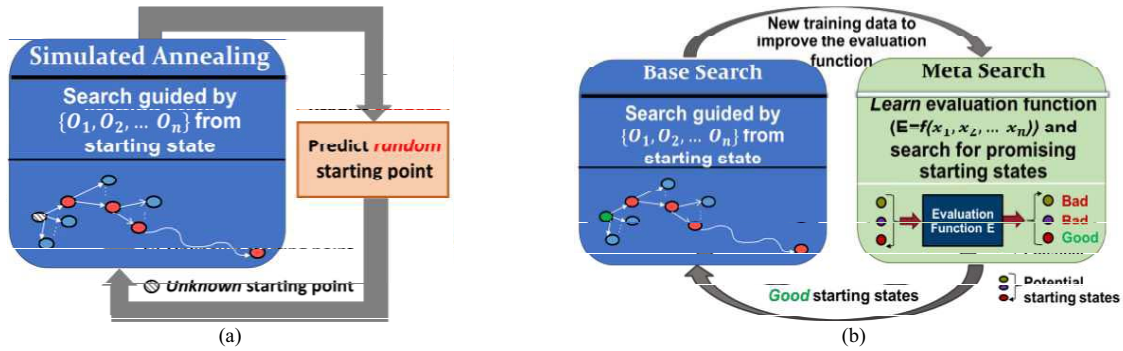 Simulated Annealing
Search guided by
{O₁, O₂, ... Oₙ} from
starting state
Predict random
starting point
Unknown starting point
(a)
New training data to
improve the evaluation
function
Base Search
Search guided by
{O₁, O₂, ... Oₙ} from
starting state
Meta Search
Learn evaluation function
(E=f(x₁, x₂, ... xₙ)) and
search for promising
starting states
Evaluation
Function E
Bad
Bad
Good
Good starting states
Potential
starting states
(b)